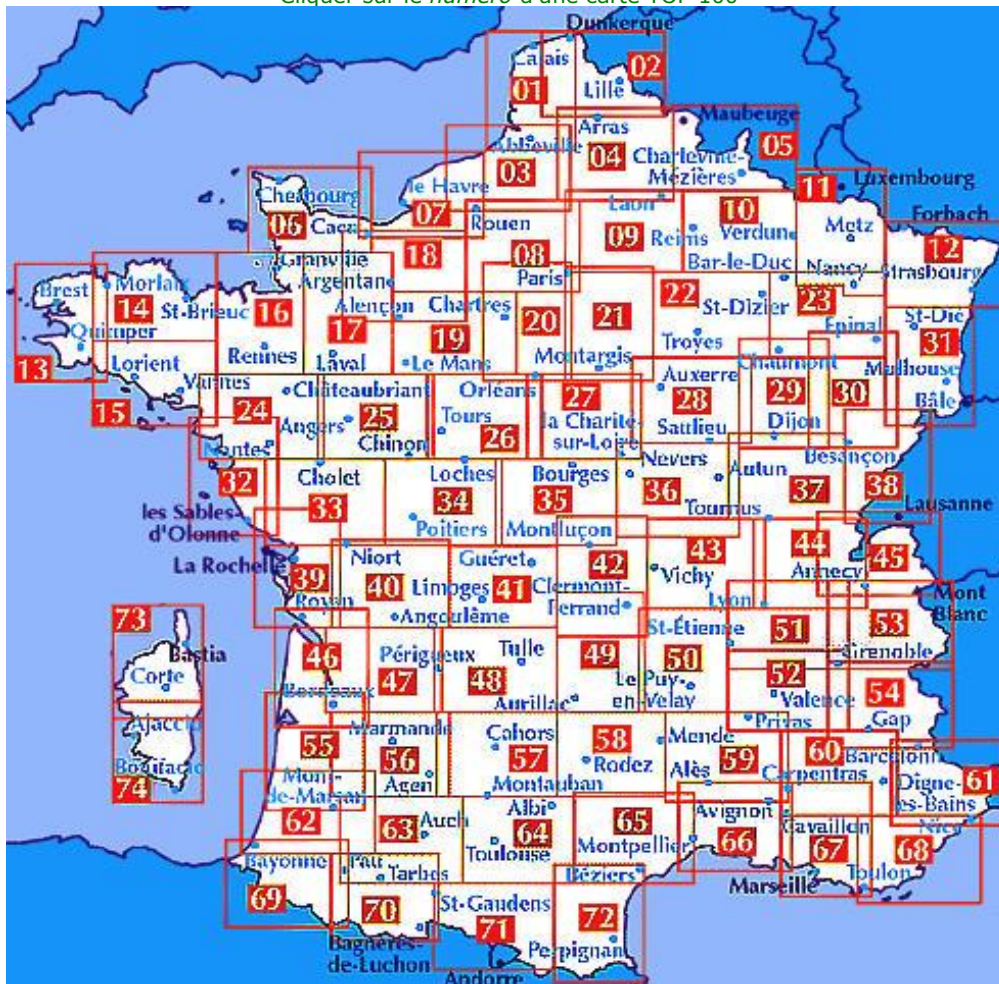 Cliquer sur le numéro d'une carte TOP 100
Dunkerque
Calais
02
01
Lille
Maubeuge
Arras
Abbeville
04
05
03
Charleville-
Mézières
11
Luxembourg
Cherbourg
le Havre
07
Rouen
Laon
10
Forbach
06
Caen
09
Reims
Verdun
Metz
12
Granville
18
08
Bar-le-Duc
Nancy
Strasbourg
Brest
Morlaix
Argentan
Paris
14
St-Brieuc
16
Alençon
Chartres
22
St-Dizier
23
St-Dié
Quimper
17
19
20
21
Troyes
Epinal
31
13
Lorient
Rennes
Laval
Le Mans
Montargis
Chaumont
Mulhouse
15
Vannes
Châteaubriant
Orléans
27
Auxerre
29
30
Bâle
24
25
Tours
la Charité-
sur-Loire
28
Angers
Chinon
26
Saulieu
Dijon
Nantes
Besançon
32
Cholet
Loches
Bourges
Nevers
Autun
38
les Sables-
d'Olonne
33
34
35
36
37
Lausanne
Poitiers
Montluçon
Tournus
La Rochelle
Niort
Guéret
42
43
44
45
39
40
Limoges
41
Clermont-
Ferrand
Vichy
Annecy
Royan
Angoulême
Lyon
Mont
Blanc
73
St-Étienne
51
53
Bastia
46
Périgueux
Tulle
49
50
Grenoble
Corte
47
48
Le Puy-
en-Velay
52
54
Bordeaux
Aurillac
Valence
Ajaccio
Marmande
Cahors
58
Mende
Privas
Gap
55
56
57
Rodez
59
60
Barcelonn
Bonifacio
Mont-
de-Marsan
Agen
Montauban
Alès
Carpentras
Digne-
les-Bains
61
74
62
63
Auch
Albi
65
Avignon
Cavaillon
Nice
64
Toulouse
Montpellier
66
67
68
Bayonne
Pau
Tarbes
Béziers
Marseille
Toulon
69
70
St-Gaudens
71
72
Bagnères-
de-Luchon
Perpignan
Andorre